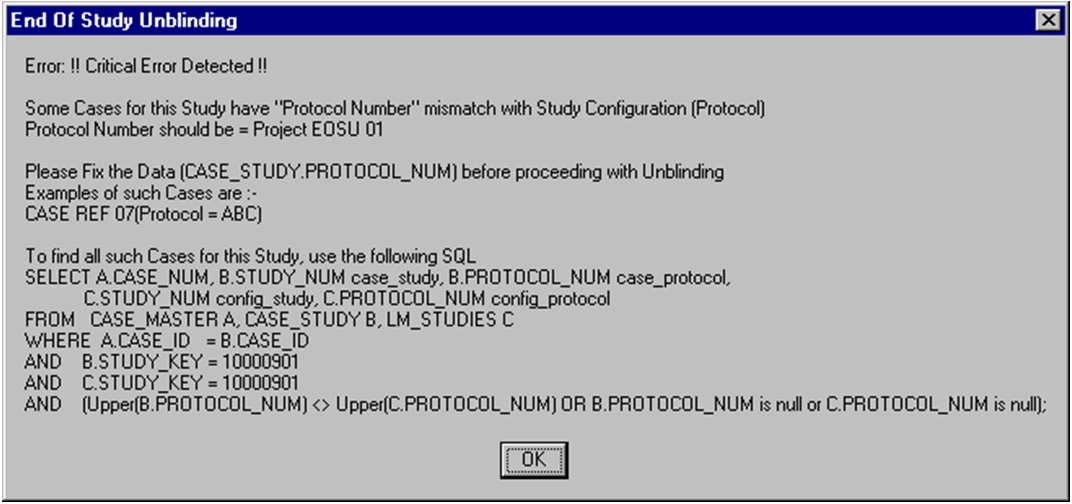 End Of Study Unblinding
Error: !! Critical Error Detected !!
Some Cases for this Study have "Protocol Number" mismatch with Study Configuration (Protocol)
Protocol Number should be = Project EOSU 01
Please Fix the Data (CASE_STUDY.PROTOCOL_NUM) before proceeding with Unblinding
Examples of such Cases are :-
CASE REF 07(Protocol = ABC)
To find all such Cases for this Study, use the following SQL
SELECT A.CASE_NUM, B.STUDY_NUM case_study, B.PROTOCOL_NUM case_protocol,
C.STUDY_NUM config_study, C.PROTOCOL_NUM config_protocol
FROM CASE_MASTER A, CASE_STUDY B, LM_STUDIES C
WHERE A.CASE_ID = B.CASE_ID
AND B.STUDY_KEY = 10000901
AND C.STUDY_KEY = 10000901
AND (Upper(B.PROTOCOL_NUM) <> Upper(C.PROTOCOL_NUM) OR B.PROTOCOL_NUM is null or C.PROTOCOL_NUM is null);
OK